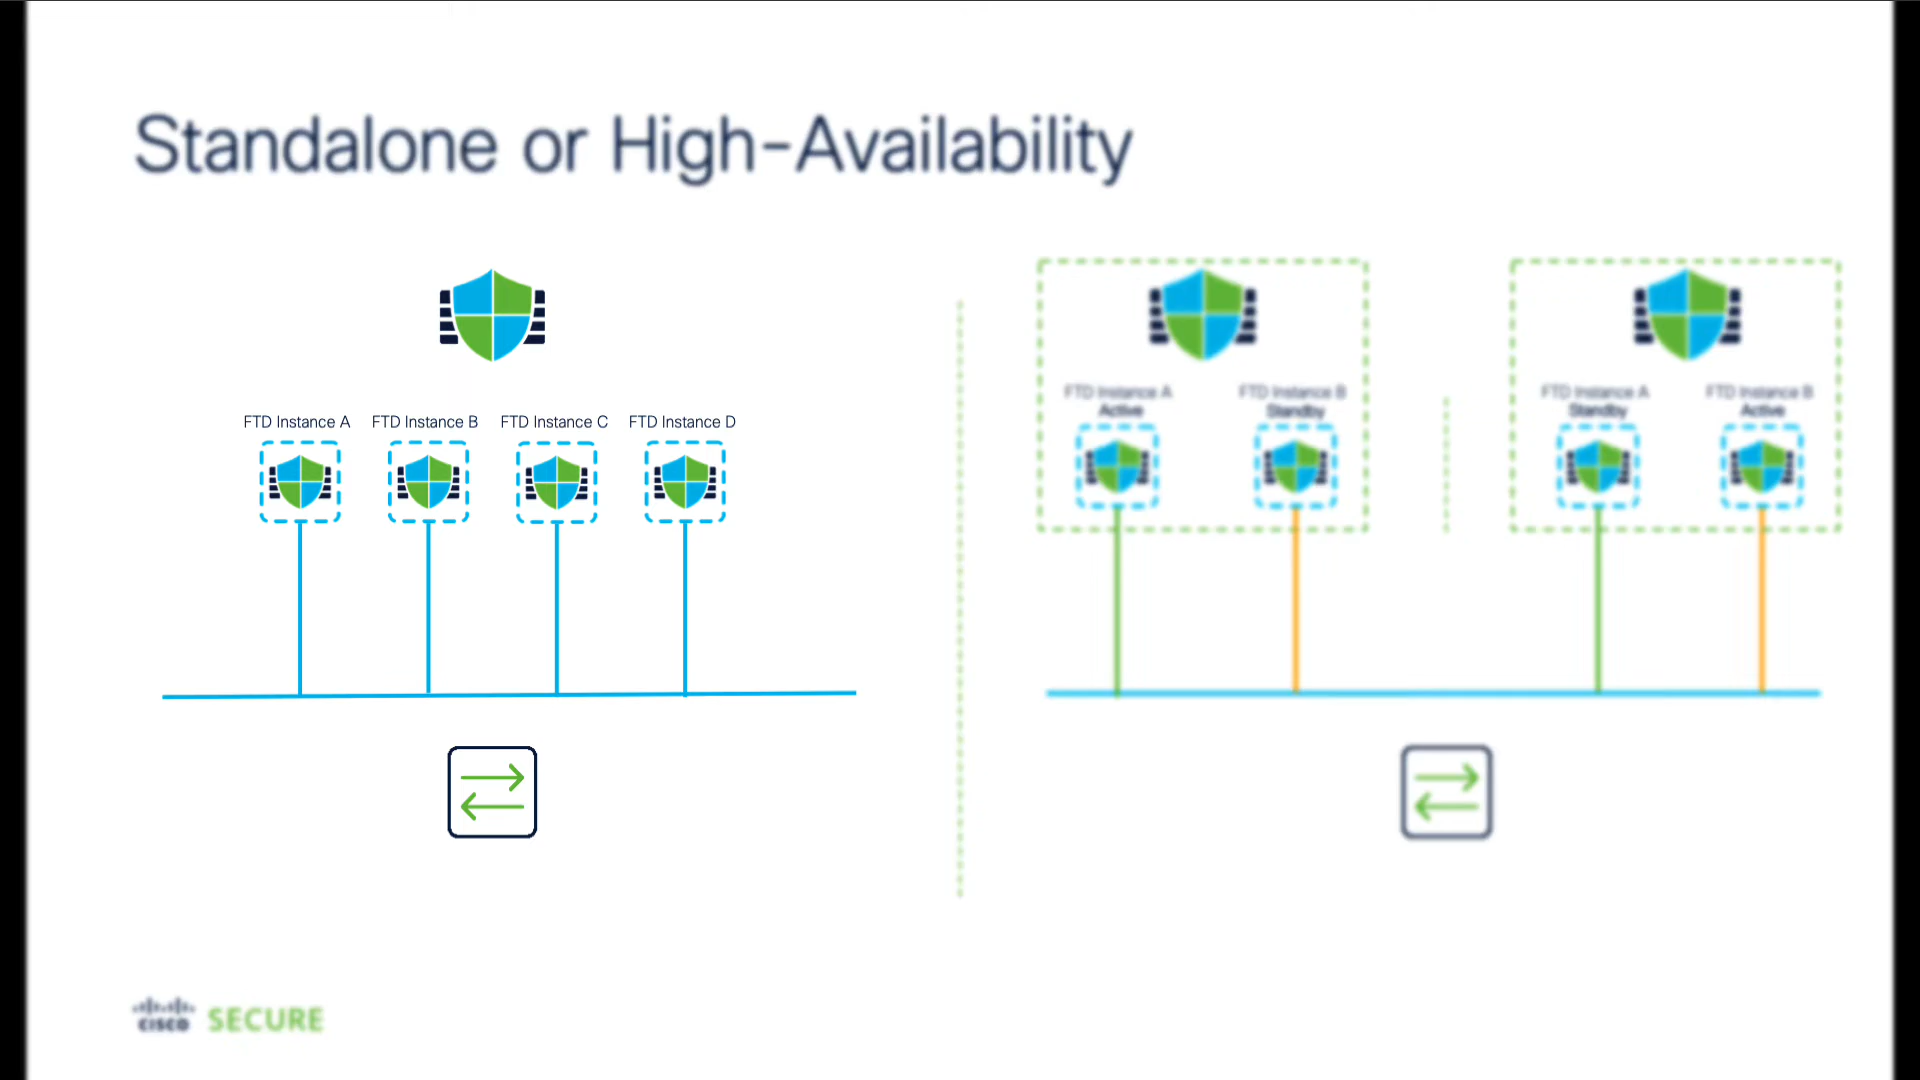 Standalone or High-Availability
FTD Instance A FTD Instance B FTD Instance C FTD Instance D
FTD Instance A
Active
FTD Instance B
Standby
FTD Instance A
Standby
FTD Instance B
Active
CISCO SECURE